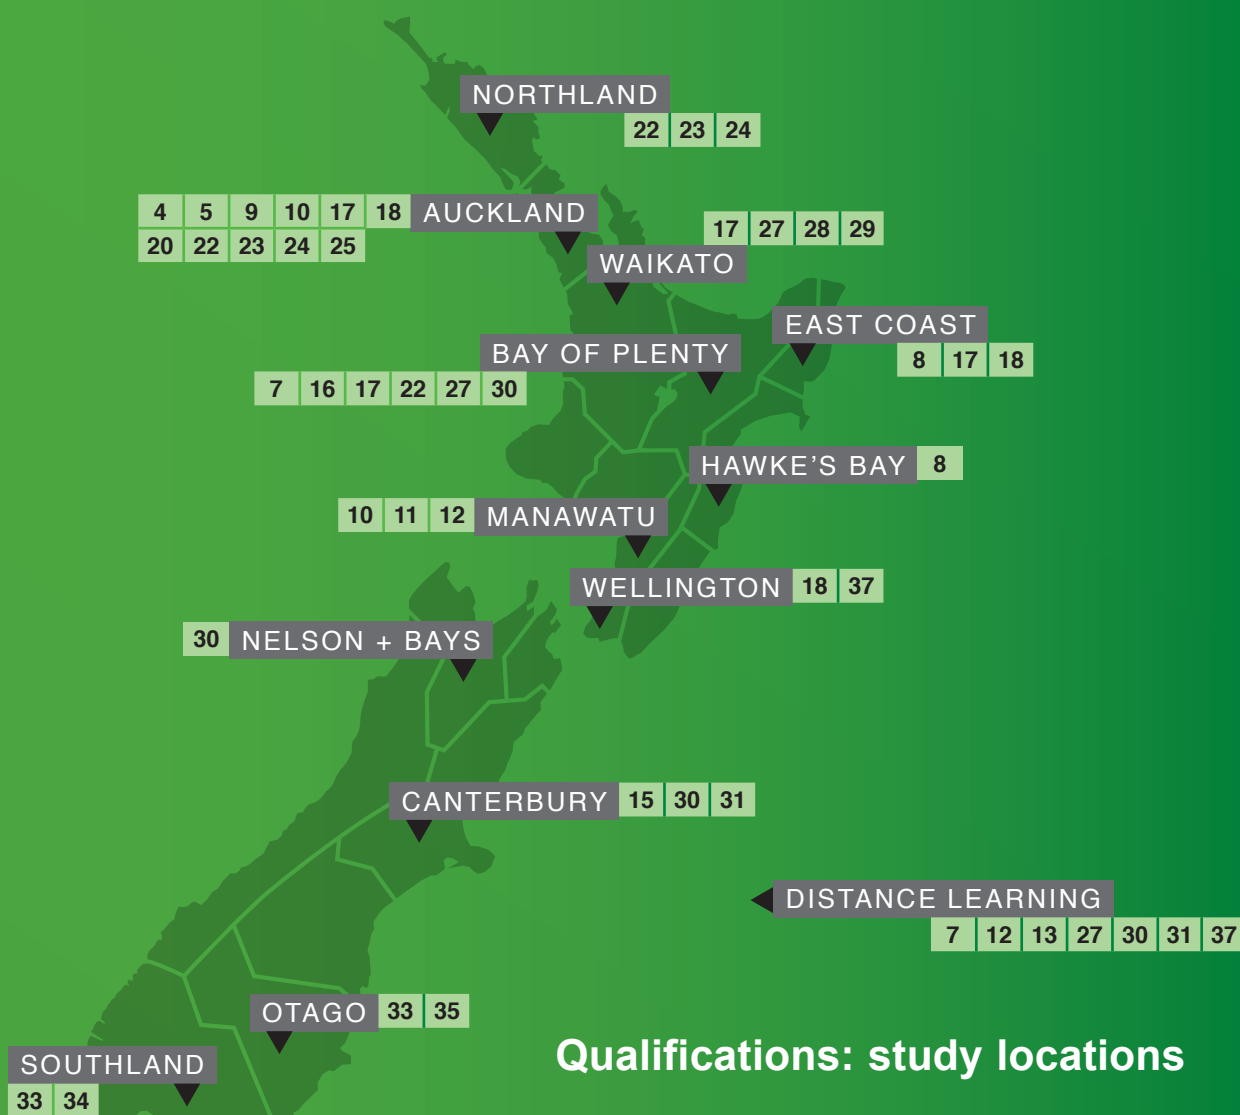 NORTHLAND
22 23 24
4 5 9 10 17 18 AUCKLAND
20 22 23 24 25
17 27 28 29
WAIKATO
EAST COAST
8 17 18
BAY OF PLENTY
7 16 17 22 27 30
HAWKE'S BAY 8
10 11 12 MANAWATU
WELLINGTON 18 37
30 NELSON + BAYS
CANTERBURY 15 30 31
DISTANCE LEARNING
7 12 13 27 30 31 37
OTAGO 33 35
Qualifications: study locations
SOUTHLAND
33 34